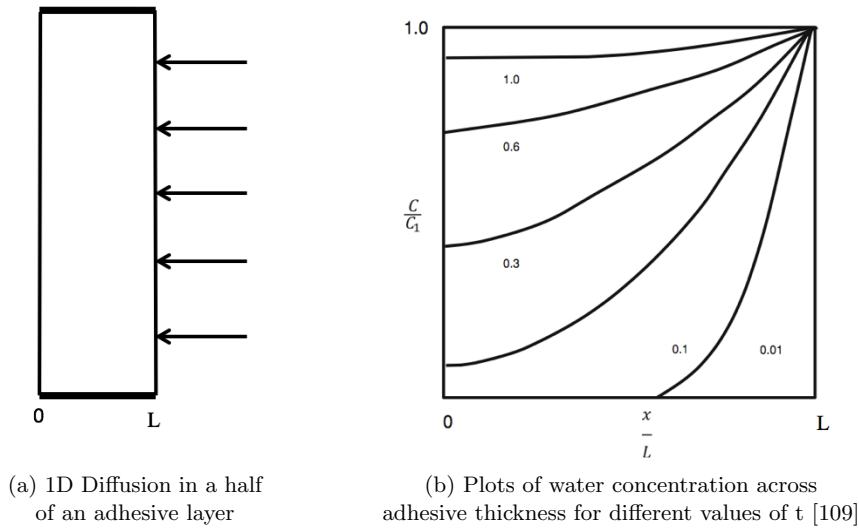 0
L
(a) 1D Diffusion in a half
of an adhesive layer
1.0
C
C1
1.0
0.6
0.3
0.1
0.01
0
x
L
L
(b) Plots of water concentration across
adhesive thickness for different values of t [109]